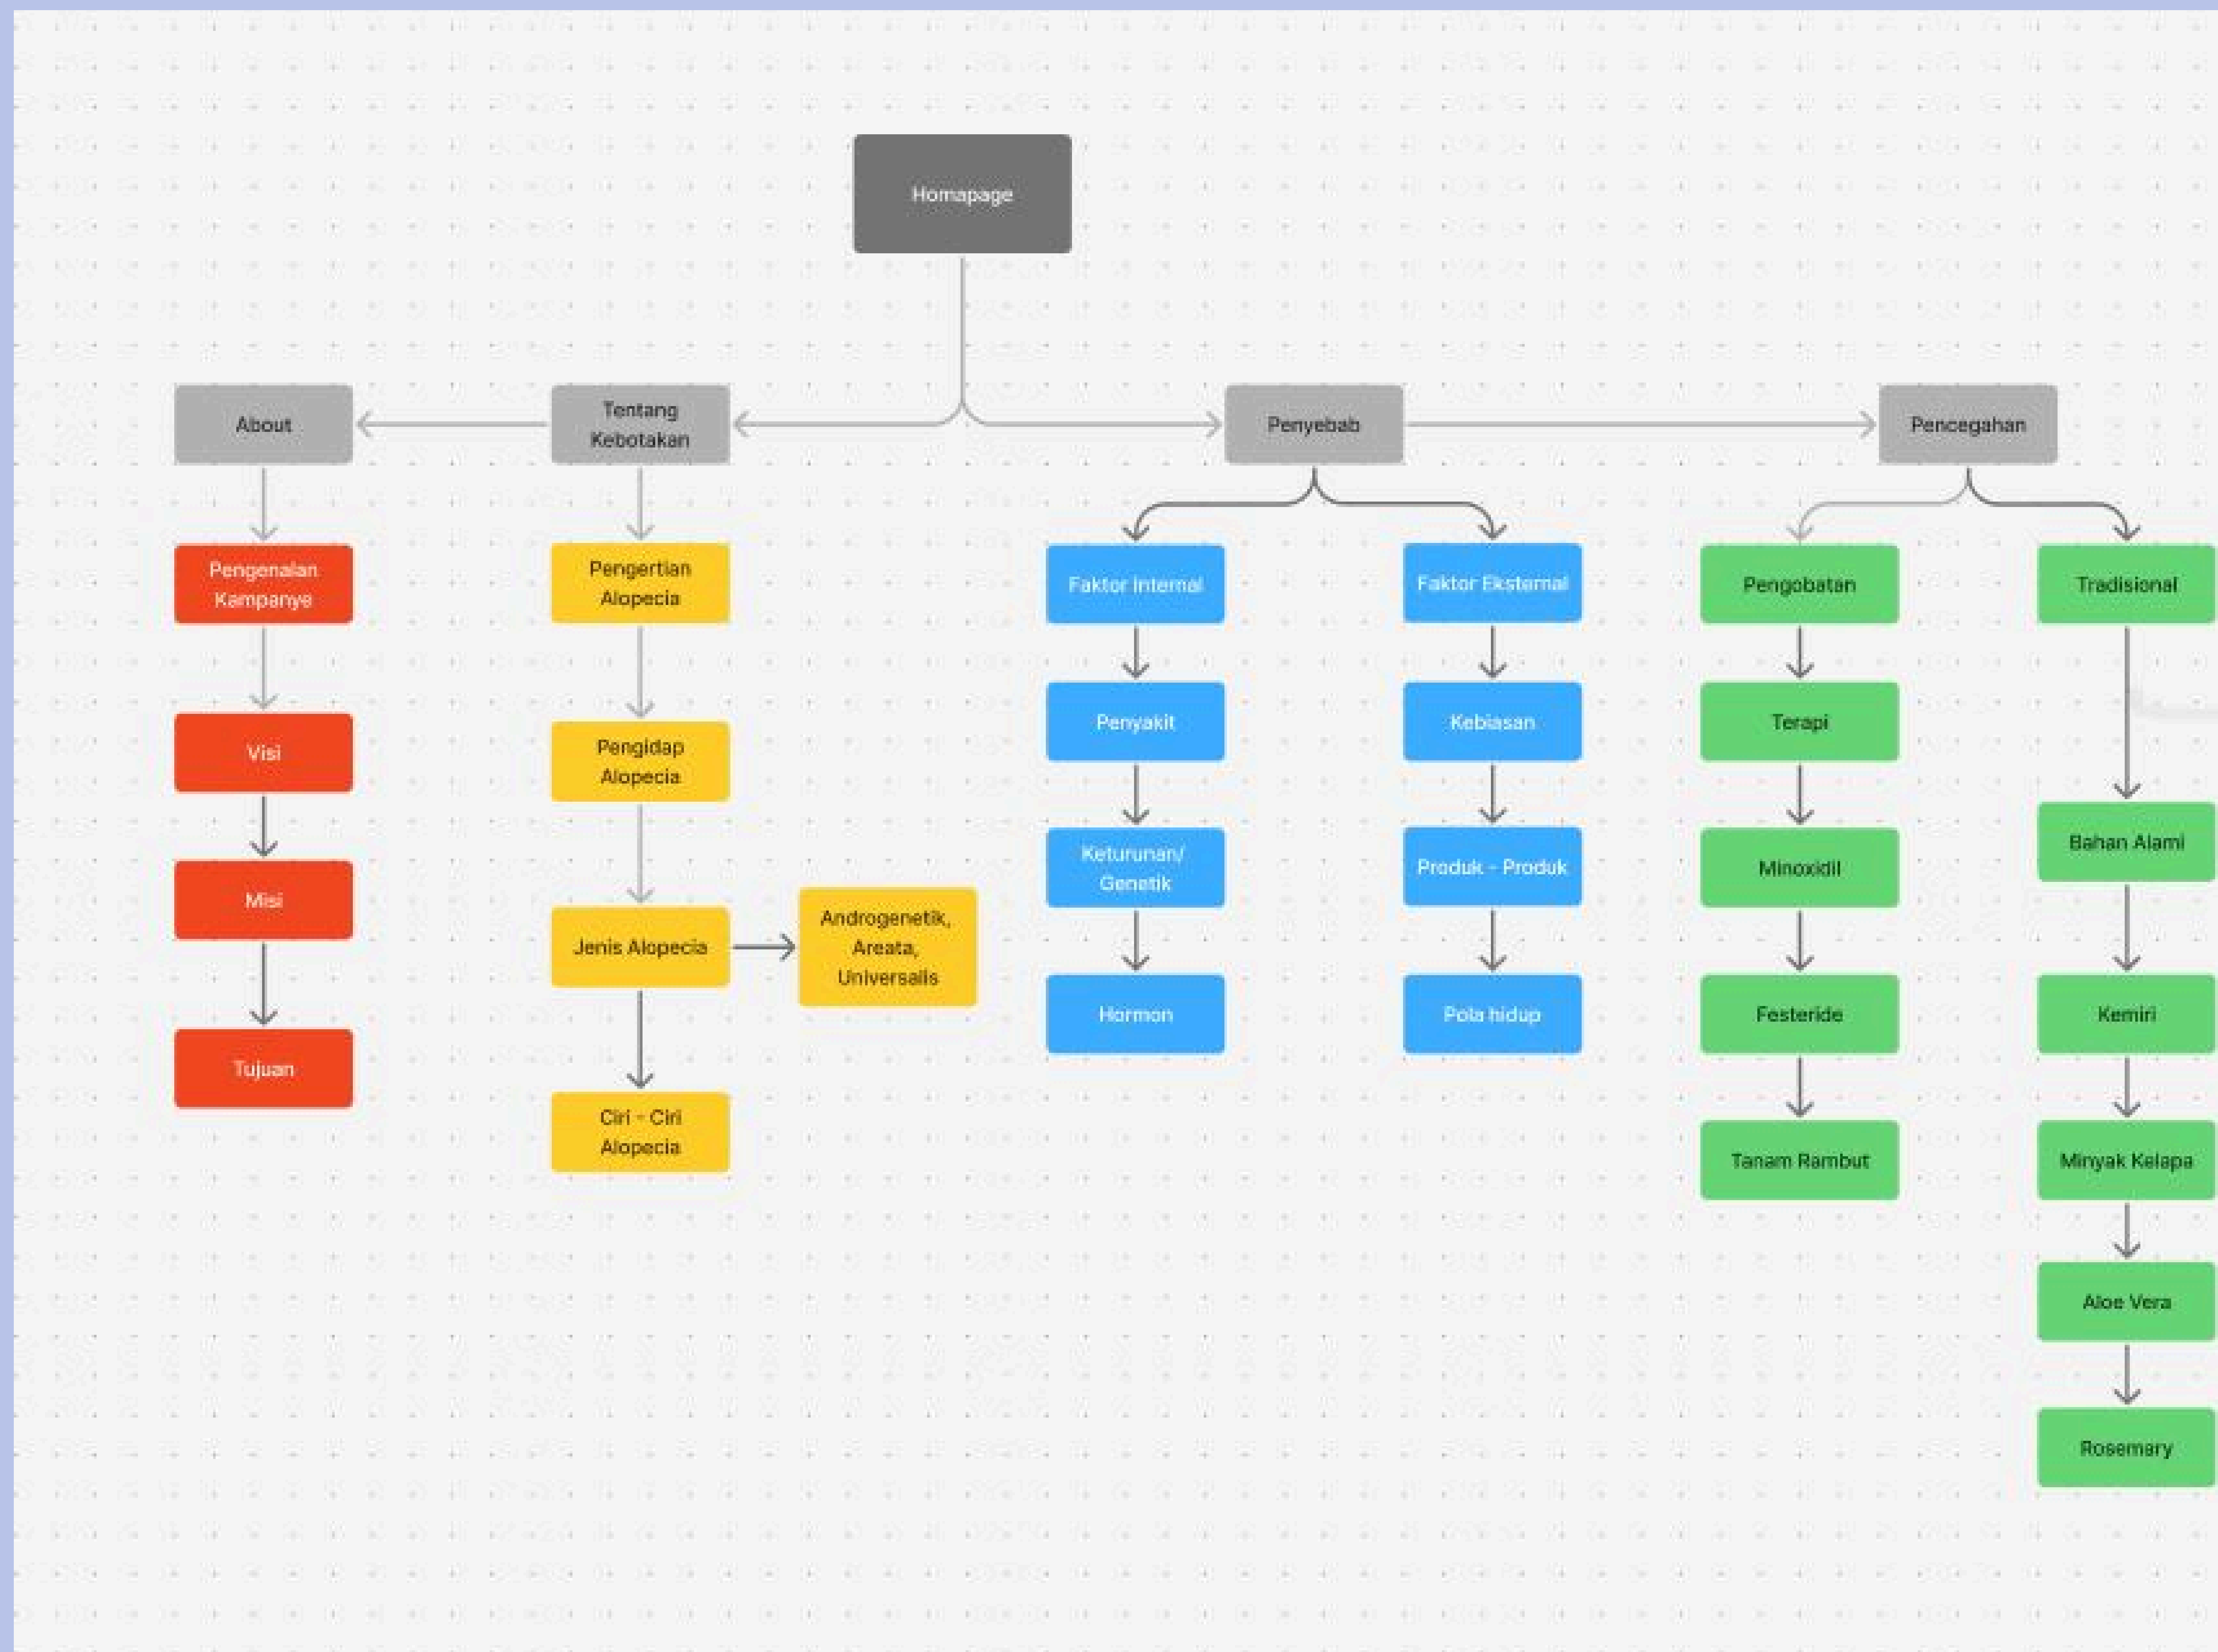 Homapage
About
Tentang
Kebotakan
Penyebab
Pencegahan
Pengenalan
Kampanye
Visi
Misi
Tujuan
Pengertian
Alopecia
Pengidap
Alopecia
Jenis Alopecia
Androgenetik,
Areata,
Universalis
Ciri - Ciri
Alopecia
Faktor Internal
Penyakit
Keturunan/
Genetik
Hormon
Faktor Eksternal
Kebiasan
Produk - Produk
Pola hidup
Pengobatan
Terapi
Minoxidil
Festeride
Tanam Rambut
Tradisional
Bahan Alami
Kemiri
Minyak Kelapa
Aloe Vera
Rosemary